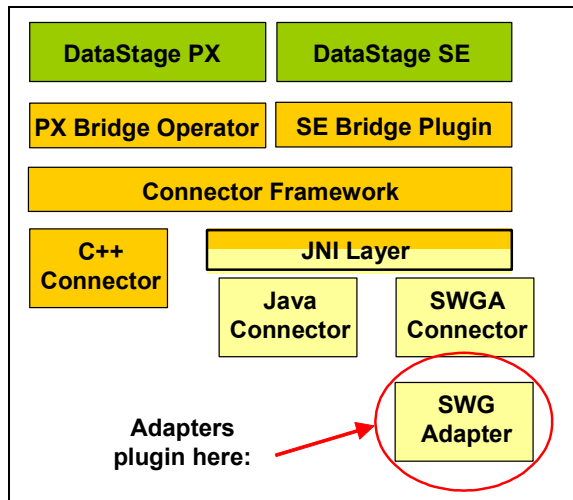 DataStage PX
DataStage SE
PX Bridge Operator
SE Bridge Plugin
Connector Framework
C++
Connector
JNI Layer
Java
Connector
SWGA
Connector
SWG
Adapter
Adapters
plugin here: